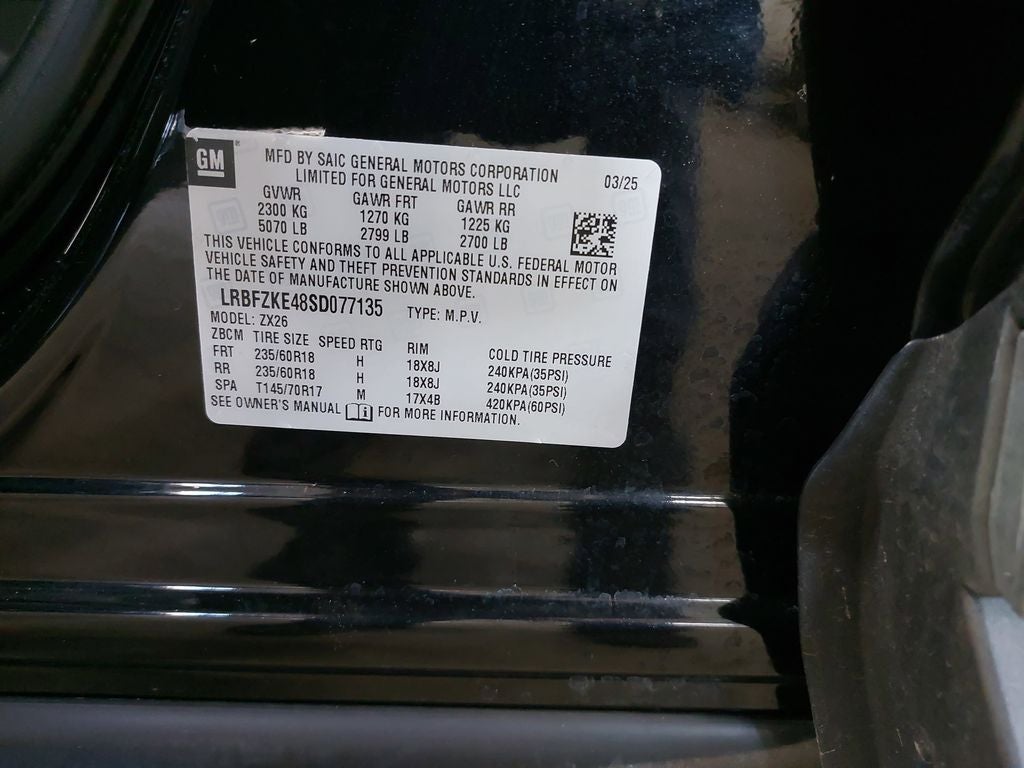 GM
MFD BY SAIC GENERAL MOTORS CORPORATION
LIMITED FOR GENERAL MOTORS LLC
03/25
GVWR GAWR FRT GAWR RR
2300 KG 1270 KG 1225 KG
5070 LB 2799 LB 2700 LB
THIS VEHICLE CONFORMS TO ALL APPLICABLE U.S. FEDERAL MOTOR
VEHICLE SAFETY AND THEFT PREVENTION STANDARDS IN EFFECT ON
THE DATE OF MANUFACTURE SHOWN ABOVE.
LRBFZKE48SD077135 TYPE: M.P.V.
MODEL: ZX26
ZBCM TIRE SIZE SPEED RTG RIM COLD TIRE PRESSURE
FRT 235/60R18 H 18X8J 240KPA(35PSI)
RR 235/60R18 H 18X8J 240KPA(35PSI)
SPA T145/70R17 M 17X4B 420KPA(60PSI)
SEE OWNER'S MANUAL FOR MORE INFORMATION.